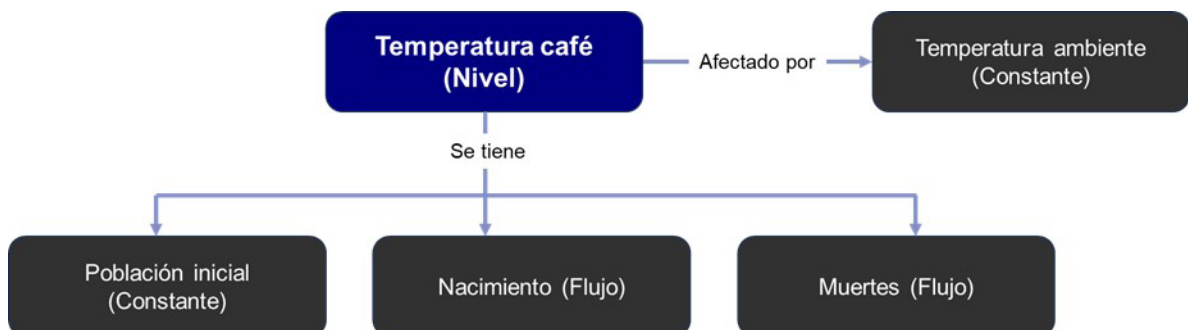 Temperatura café
(Nivel)
Afectado por
Temperatura ambiente
(Constante)
Se tiene
Población inicial
(Constante)
Nacimiento (Flujo)
Muertes (Flujo)